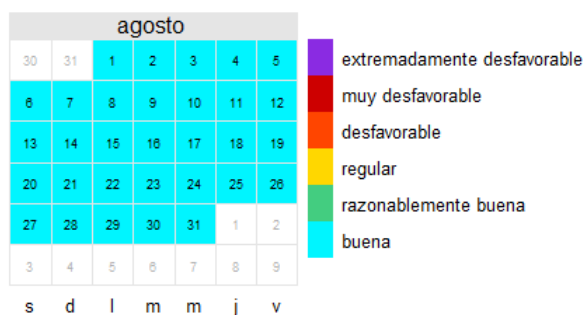 agosto
30 31 1 2 3 4 5
6 7 8 9 10 11 12
13 14 15 16 17 18 19
20 21 22 23 24 25 26
27 28 29 30 31 1 2
3 4 5 6 7 8 9
s d l m m j v
extremadamente desfavorable
muy desfavorable
desfavorable
regular
razonablemente buena
buena